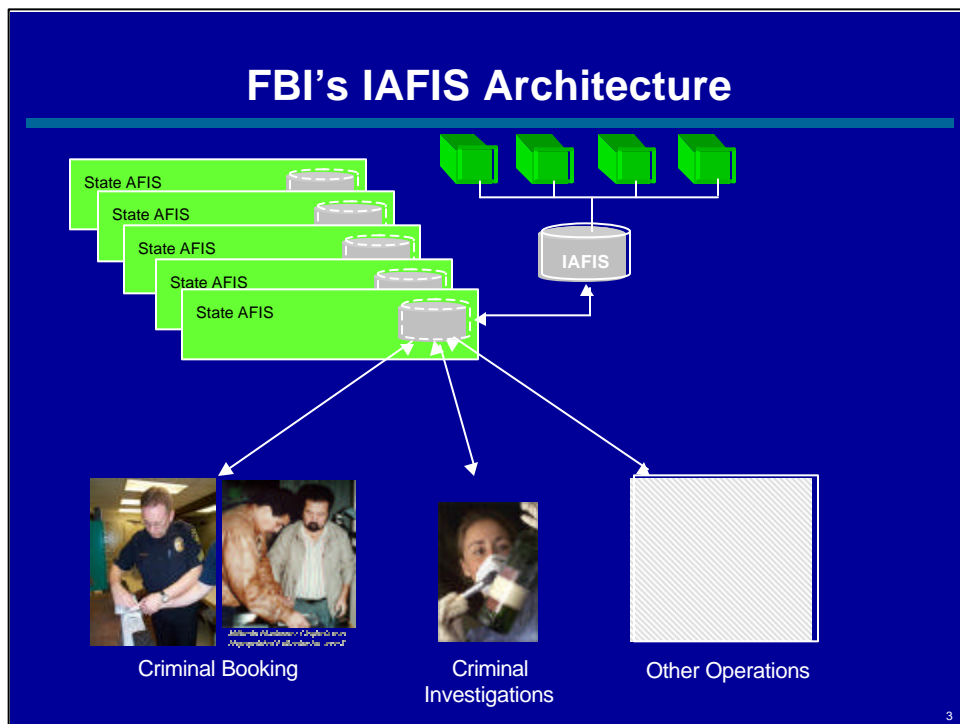 FBI's IAFIS Architecture
State AFIS
State AFIS
State AFIS
State AFIS
State AFIS
IAFIS
Criminal Booking
Criminal
Investigations
Other Operations
3